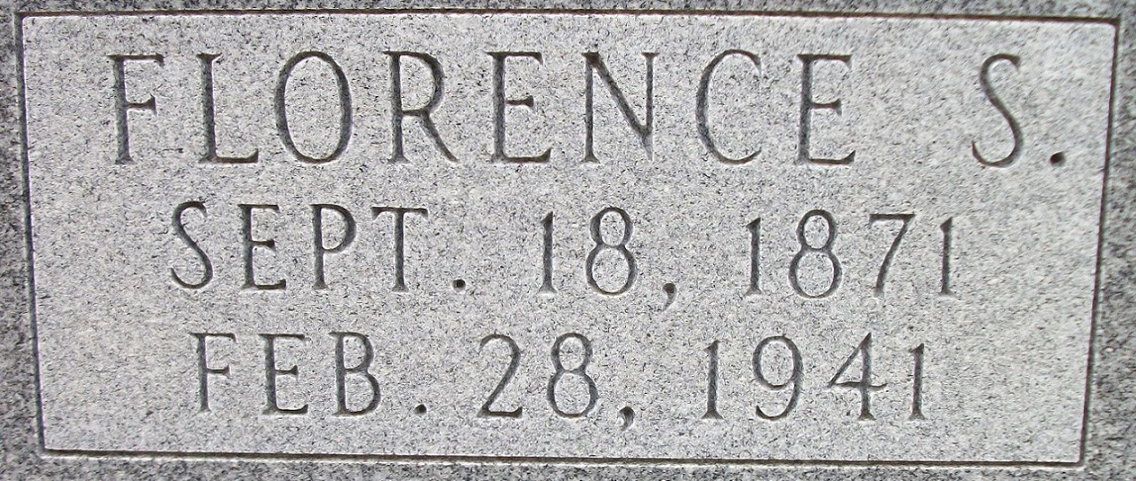 FLORENCE S.
SEPT. 18, 1871
FEB. 28, 1941